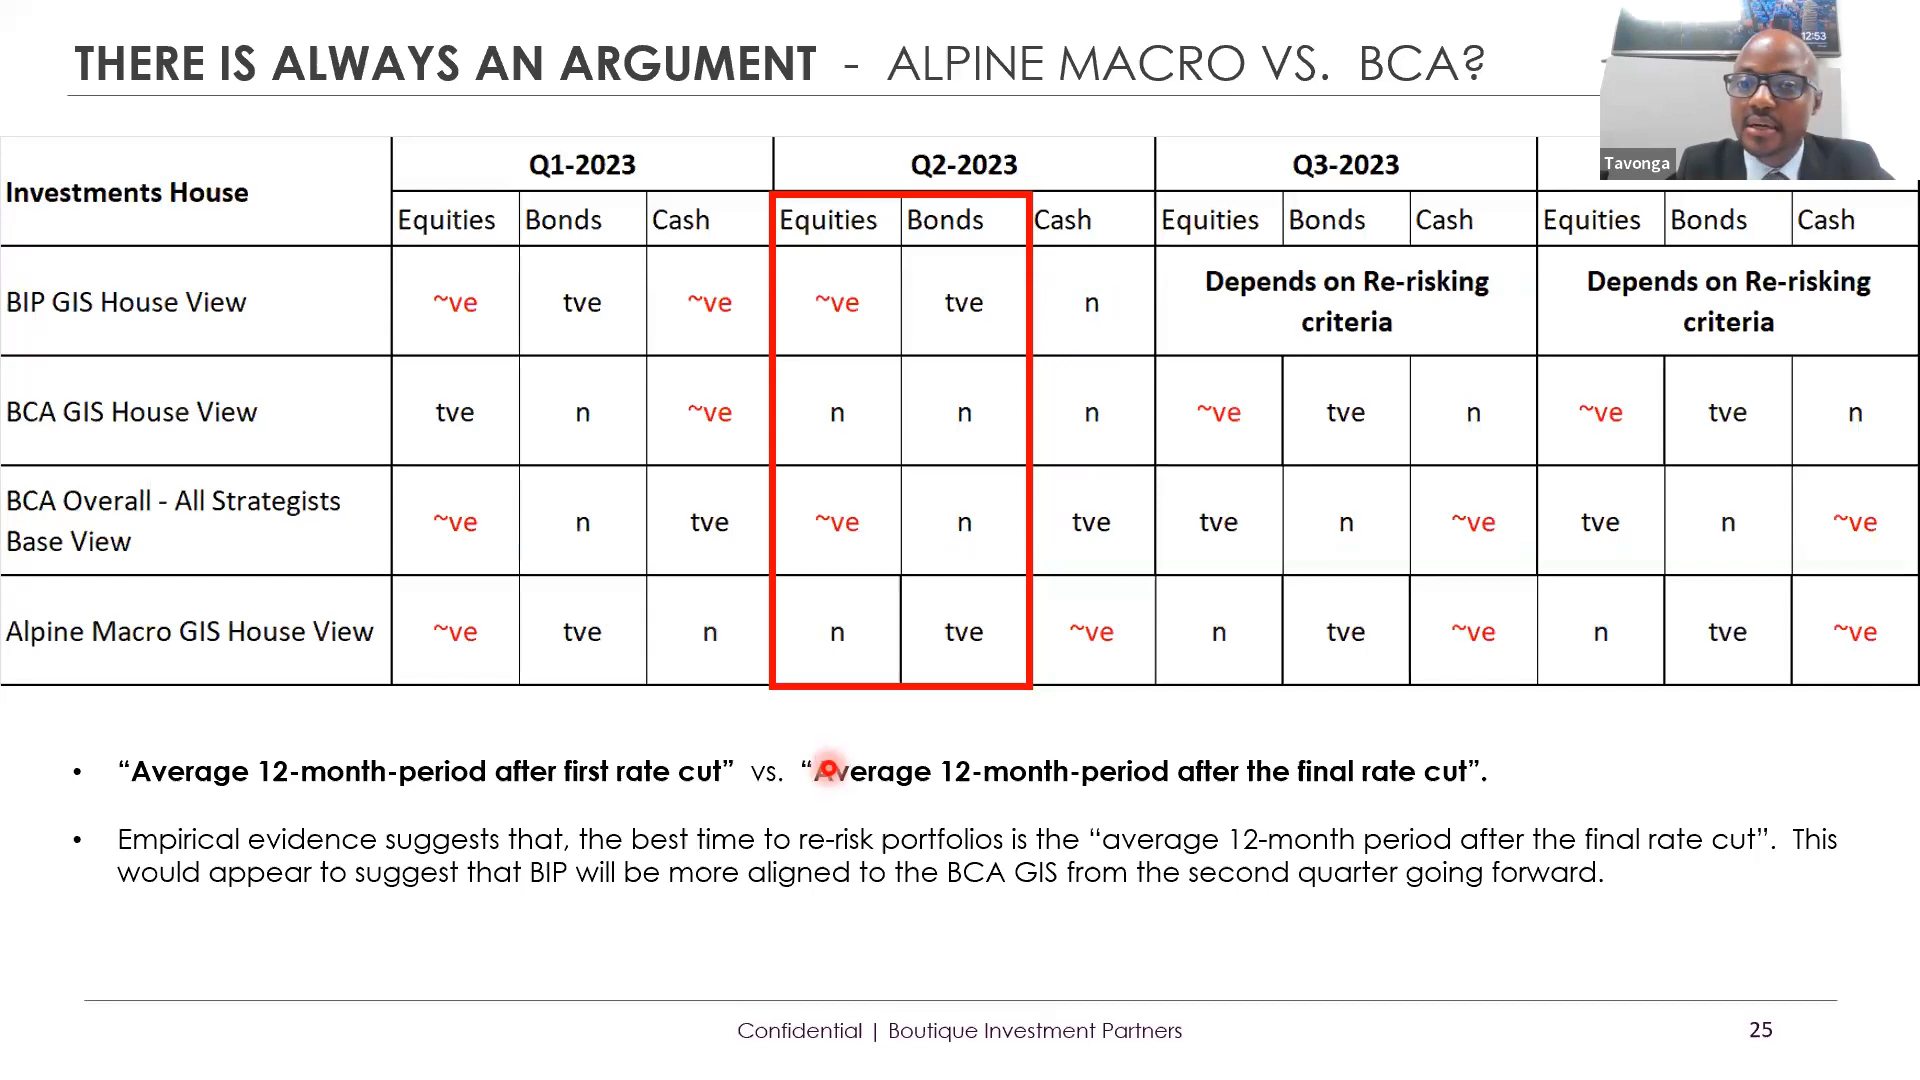 THERE IS ALWAYS AN ARGUMENT - ALPINE MACRO VS. BCA?
12:53
Tavonga
Investments House Q1-2023 Q2-2023 Q3-2023
Equities Bonds Cash Equities Bonds Cash Equities Bonds Cash Equities Bonds Cash
BIP GIS House View ~ve tve ~ve ~ve tve n Depends on Re-risking criteria Depends on Re-risking criteria
BCA GIS House View tve n ~ve n n n ~ve tve n ~ve tve n
BCA Overall - All Strategists Base View ~ve n tve ~ve n tve tve n ~ve tve n ~ve
Alpine Macro GIS House View ~ve tve n n tve ~ve n tve ~ve n tve ~ve
• “Average 12-month-period after first rate cut” vs. “Average 12-month-period after the final rate cut”.
• Empirical evidence suggests that, the best time to re-risk portfolios is the “average 12-month period after the final rate cut”. This
would appear to suggest that BIP will be more aligned to the BCA GIS from the second quarter going forward.
Confidential | Boutique Investment Partners
25